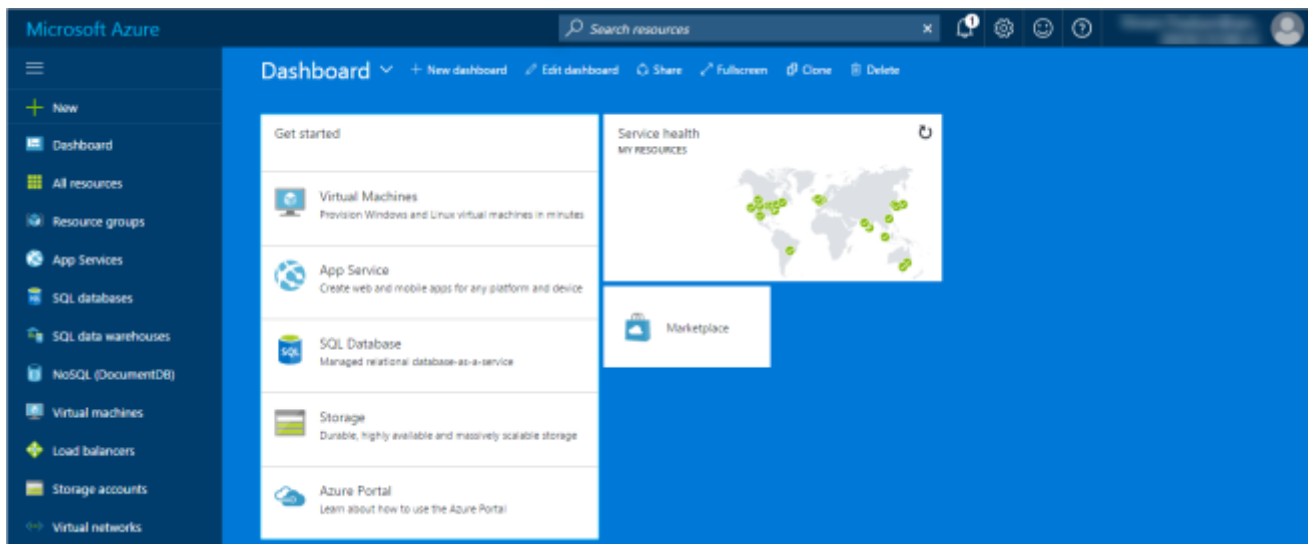 Microsoft Azure
Search resources
1
Dashboard
+ New dashboard
Edit dashboard
Share
Fullscreen
Clone
Delete
New
Dashboard
All resources
Resource groups
App Services
SQL databases
SQL data warehouses
NoSQL (DocumentDB)
Virtual machines
Load balancers
Storage accounts
Virtual networks
Get started
Virtual Machines
Provision Windows and Linux virtual machines in minutes
App Service
Create web and mobile apps for any platform and device
SQL
SQL Database
Managed relational database-as-a-service
Storage
Durable, highly available and massively scalable storage
Azure Portal
Learn about how to use the Azure Portal
Service health
MY RESOURCES
Marketplace